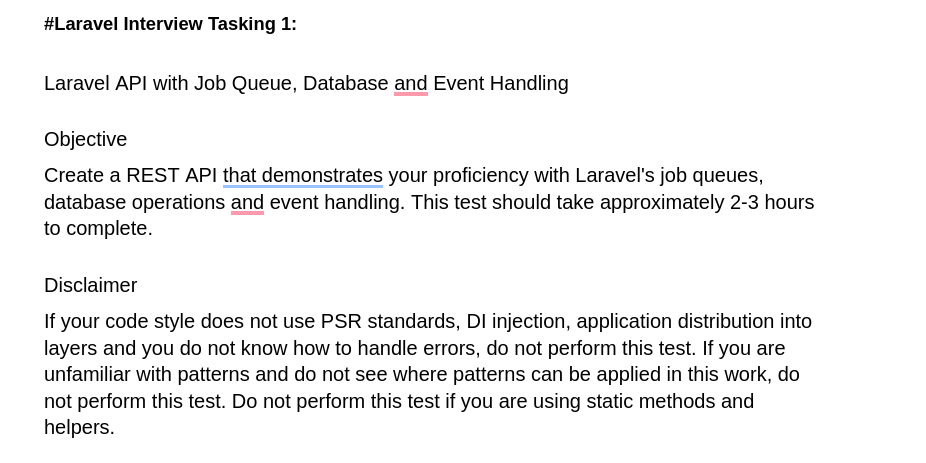 #Laravel Interview Tasking 1:
Laravel API with Job Queue, Database and Event Handling
Objective
Create a REST API that demonstrates your proficiency with Laravel's job queues,
database operations and event handling. This test should take approximately 2-3 hours
to complete.
Disclaimer
If your code style does not use PSR standards, DI injection, application distribution into
layers and you do not know how to handle errors, do not perform this test. If you are
unfamiliar with patterns and do not see where patterns can be applied in this work, do
not perform this test. Do not perform this test if you are using static methods and
helpers.